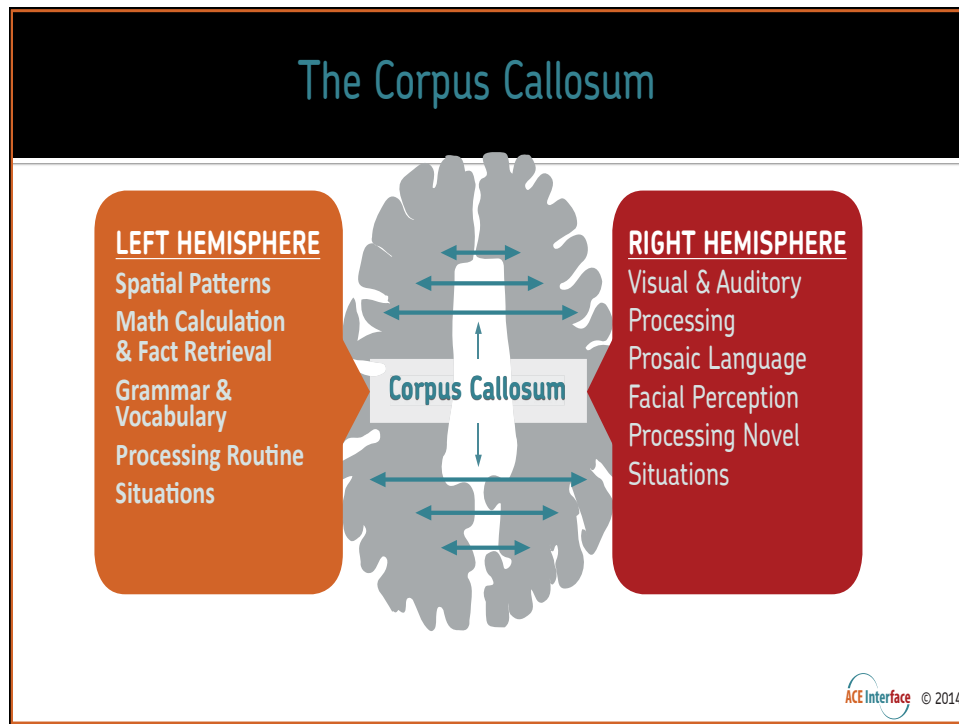 The Corpus Callosum
LEFT HEMISPHERE
Spatial Patterns
Math Calculation
& Fact Retrieval
Grammar &
Vocabulary
Processing Routine
Situations
Corpus Callosum
RIGHT HEMISPHERE
Visual & Auditory
Processing
Prosaic Language
Facial Perception
Processing Novel
Situations
ACE Interface © 2014